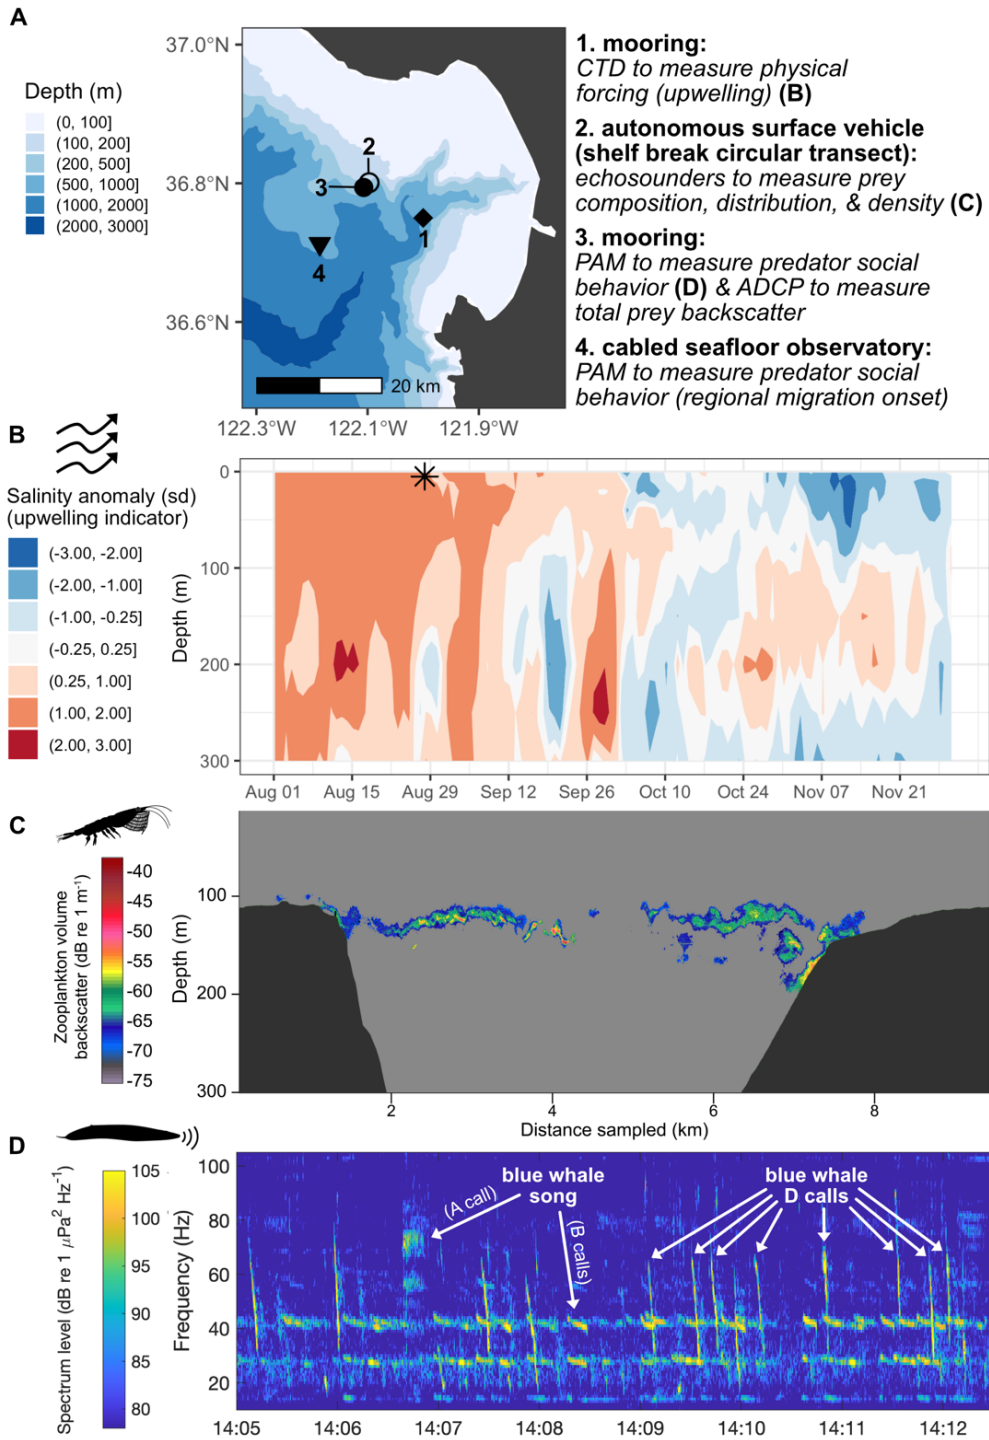 A
37.0°N
36.8°N
36.6°N
122.3°W
122.1°W
121.9°W
Depth (m)
(0, 100]
(100, 200]
(200, 500]
(500, 1000]
(1000, 2000]
(2000, 3000]
2
3
1
4
20 km
1. mooring:
CTD to measure physical
forcing (upwelling) (B)
2. autonomous surface vehicle
(shelf break circular transect):
echosounders to measure prey
composition, distribution, & density (C)
3. mooring:
PAM to measure predator social
behavior (D) & ADCP to measure
total prey backscatter
4. cabled seafloor observatory:
PAM to measure predator social
behavior (regional migration onset)
B
Salinity anomaly (sd)
(upwelling indicator)
(-3.00, -2.00]
(-2.00, -1.00]
(-1.00, -0.25]
(-0.25, 0.25]
(0.25, 1.00]
(1.00, 2.00]
(2.00, 3.00]
Depth (m)
0
100
200
300
Aug 01 Aug 15 Aug 29 Sep 12 Sep 26 Oct 10 Oct 24 Nov 07 Nov 21
C
Zooplankton volume
backscatter (dB re 1 m-1)
-40
-45
-50
-55
-60
-65
-70
-75
Depth (m)
100
200
300
2 4 6 8
Distance sampled (km)
D
Spectrum level (dB re 1 μPa2 Hz-1)
105
100
95
90
85
80
Frequency (Hz)
100
80
60
40
20
blue whale
song
(A call)
(B calls)
blue whale
D calls
14:05 14:06 14:07 14:08 14:09 14:10 14:11 14:12